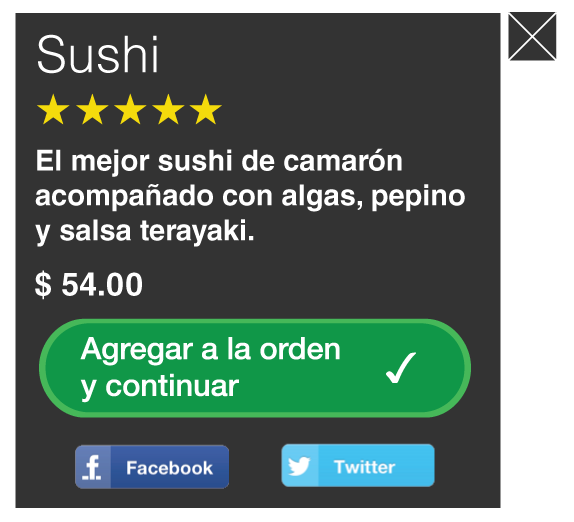 Sushi
El mejor sushi de camarón
acompañado con algas, pepino
y salsa terayaki.
$ 54.00
Agregar a la orden
y continuar
Facebook
Twitter